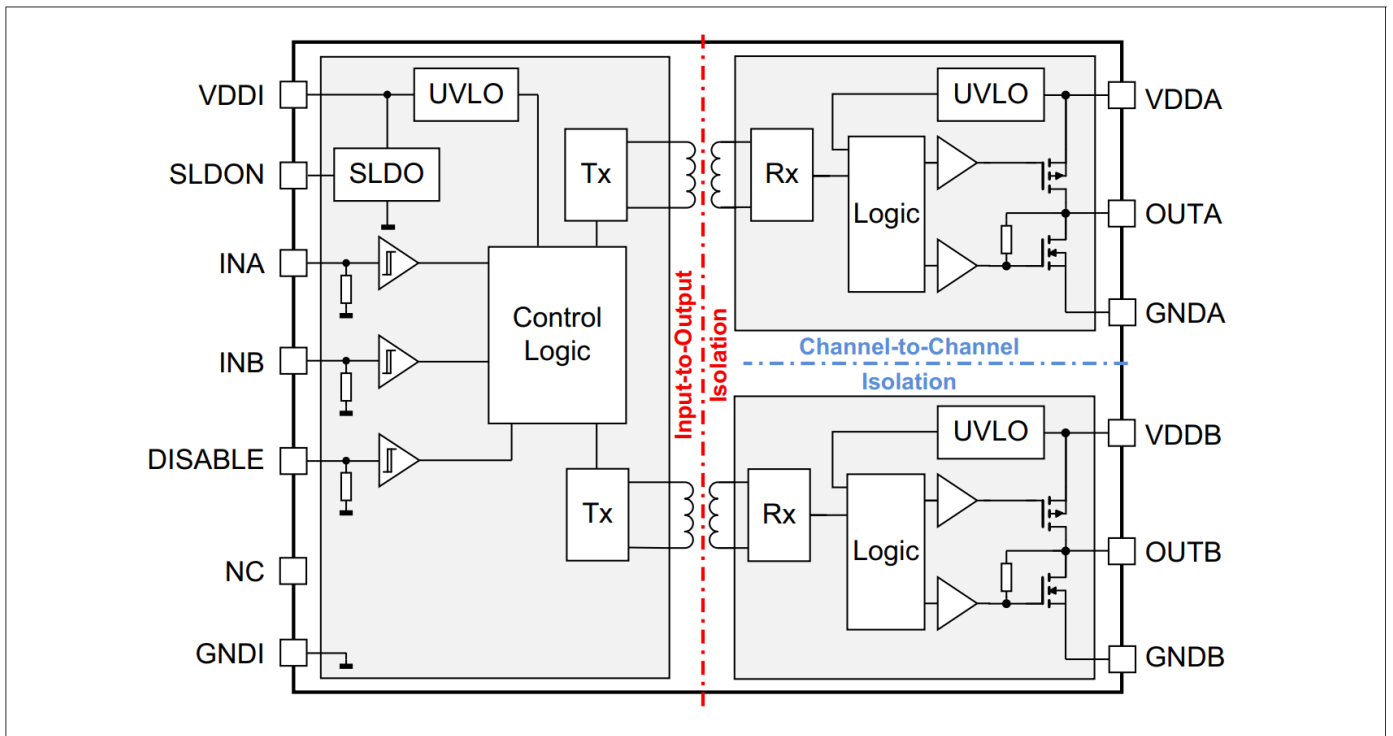 VDDI
SLDON
INA
INB
DISABLE
NC
GNDI
UVLO
SLDO
Control
Logic
Tx
Tx
Input-to-Output
Isolation
Rx
UVLO
Logic
VDDA
OUTA
GNDA
Channel-to-Channel
Isolation
Rx
UVLO
Logic
VDDB
OUTB
GNDB